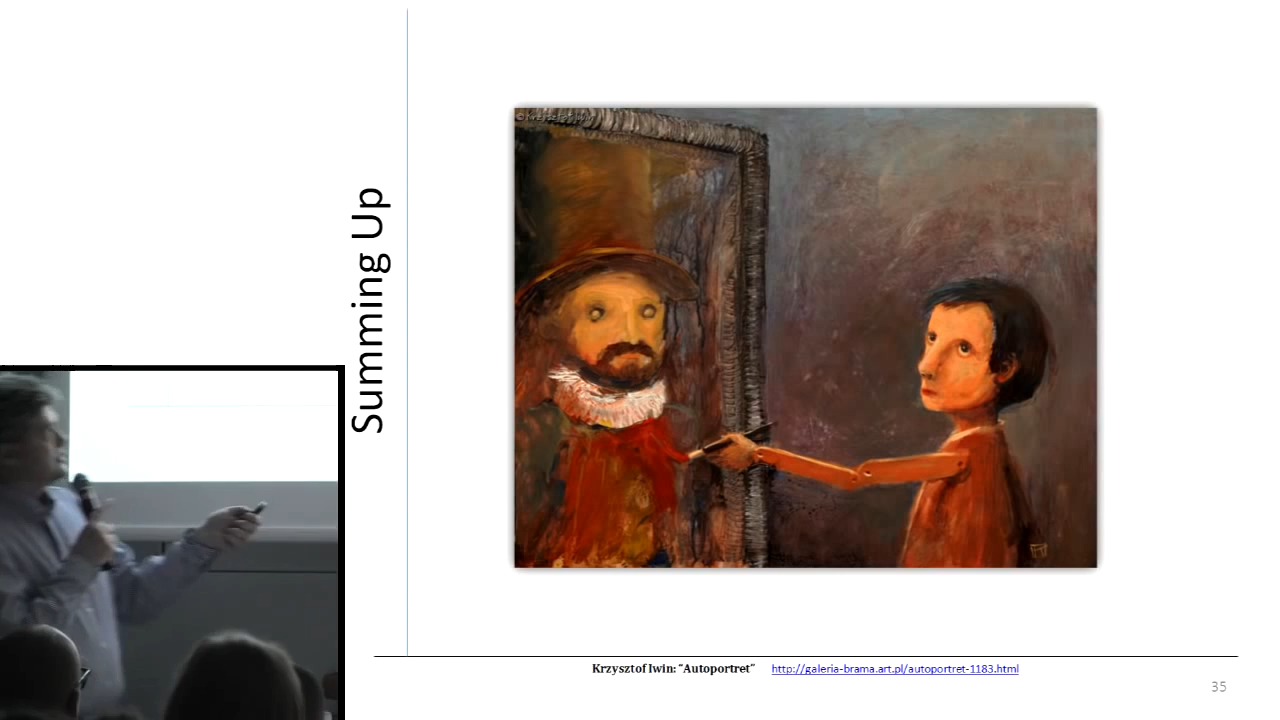 Summing Up
Krzysztof Iwin: “Autoportret” http://galeria-brama.art.pl/autoportret-1183.html
35